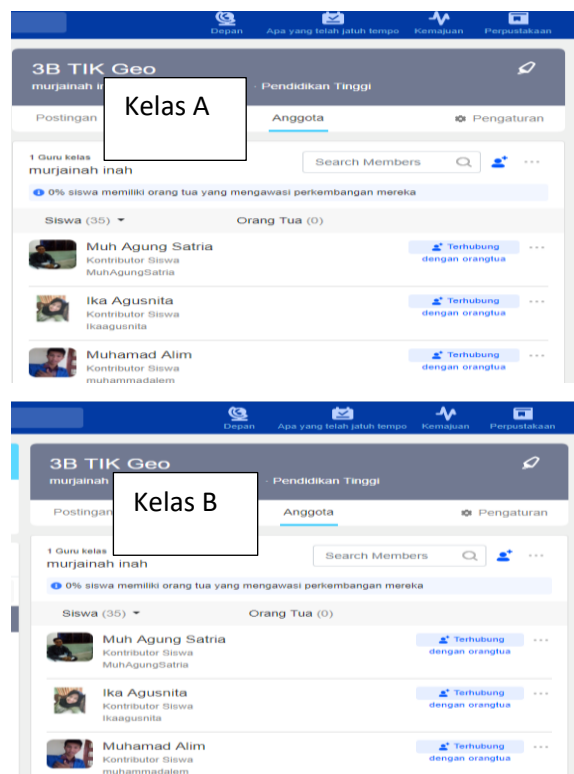 Depan Apa yang telah jatuh tempo Kemajuan Perpustakaan
3B TIK Geo
murjainah · Pendidikan Tinggi
Kelas A
Postingan Anggota Pengaturan
1 Guru kelas
murjainah inah
Search Members
0% siswa memiliki orang tua yang mengawasi perkembangan mereka
Siswa (35) Orang Tua (0)
Muh Agung Satria
Kontributor Siswa
MuhAgungSatria
Terhubung
dengan orangtua
Ika Agusnita
Kontributor Siswa
Ikaagusnita
Terhubung
dengan orangtua
Muhamad Alim
Kontributor Siswa
muhammadalem
Terhubung
dengan orangtua
Depan Apa yang telah jatuh tempo Kemajuan Perpustakaan
3B TIK Geo
murjainah · Pendidikan Tinggi
Kelas B
Postingan Anggota Pengaturan
1 Guru kelas
murjainah inah
Search Members
0% siswa memiliki orang tua yang mengawasi perkembangan mereka
Siswa (35) Orang Tua (0)
Muh Agung Satria
Kontributor Siswa
MuhAgungSatria
Terhubung
dengan orangtua
Ika Agusnita
Kontributor Siswa
Ikaagusnita
Terhubung
dengan orangtua
Muhamad Alim
Kontributor Siswa
muhammadalem
Terhubung
dengan orangtua